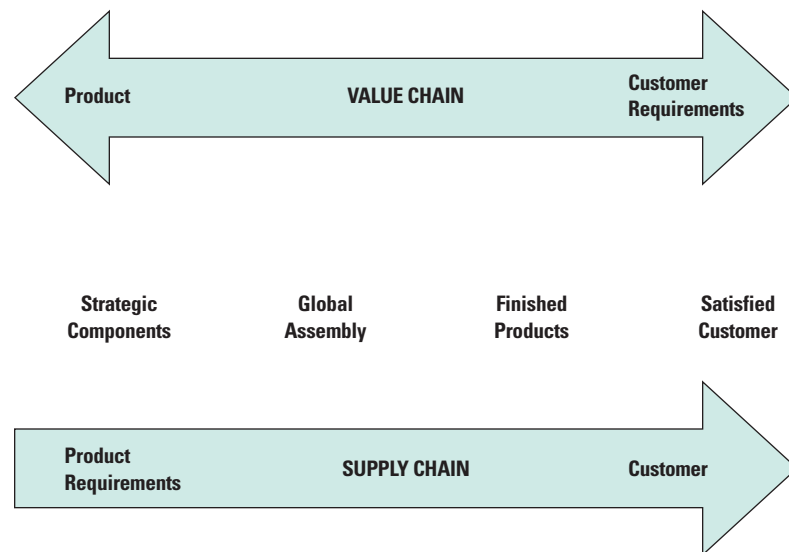 Product
VALUE CHAIN
Customer
Requirements
Strategic
Components
Global
Assembly
Finished
Products
Satisfied
Customer
Product
Requirements
SUPPLY CHAIN
Customer